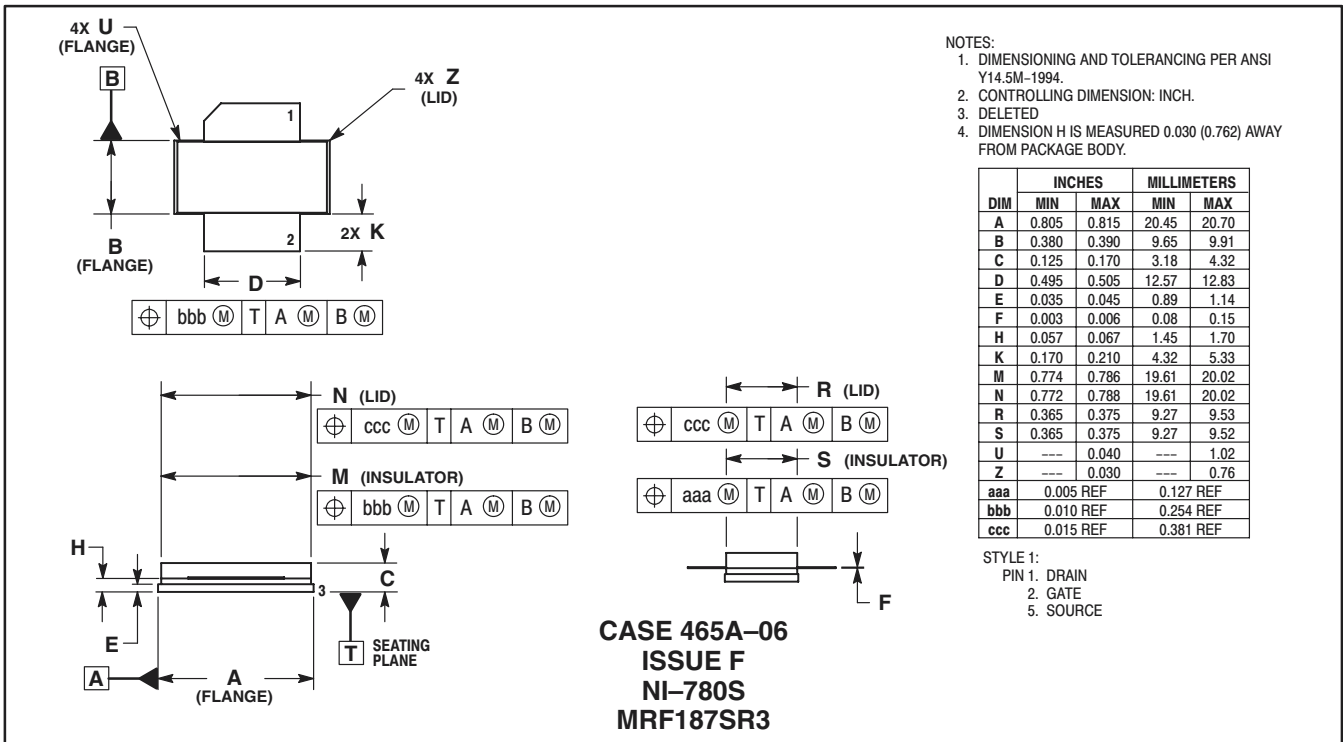 4X U
(FLANGE)
B
4X Z
(LID)
1
B
(FLANGE)
2X K
2
D
⌖ bbb Ⓜ T A Ⓜ B Ⓜ
N (LID)
⌖ ccc Ⓜ T A Ⓜ B Ⓜ
M (INSULATOR)
⌖ bbb Ⓜ T A Ⓜ B Ⓜ
R (LID)
⌖ ccc Ⓜ T A Ⓜ B Ⓜ
S (INSULATOR)
⌖ aaa Ⓜ T A Ⓜ B Ⓜ
H
C
3
E
F
T SEATING
PLANE
A
A
(FLANGE)
CASE 465A–06
ISSUE F
NI–780S
MRF187SR3
NOTES:
1. DIMENSIONING AND TOLERANCING PER ANSI
Y14.5M–1994.
2. CONTROLLING DIMENSION: INCH.
3. DELETED
4. DIMENSION H IS MEASURED 0.030 (0.762) AWAY
FROM PACKAGE BODY.
INCHES MILLIMETERS
DIM MIN MAX MIN MAX
A 0.805 0.815 20.45 20.70
B 0.380 0.390 9.65 9.91
C 0.125 0.170 3.18 4.32
D 0.495 0.505 12.57 12.83
E 0.035 0.045 0.89 1.14
F 0.003 0.006 0.08 0.15
H 0.057 0.067 1.45 1.70
K 0.170 0.210 4.32 5.33
M 0.774 0.786 19.61 20.02
N 0.772 0.788 19.61 20.02
R 0.365 0.375 9.27 9.53
S 0.365 0.375 9.27 9.52
U --- 0.040 --- 1.02
Z --- 0.030 --- 0.76
aaa 0.005 REF 0.127 REF
bbb 0.010 REF 0.254 REF
ccc 0.015 REF 0.381 REF
STYLE 1:
PIN 1. DRAIN
2. GATE
5. SOURCE